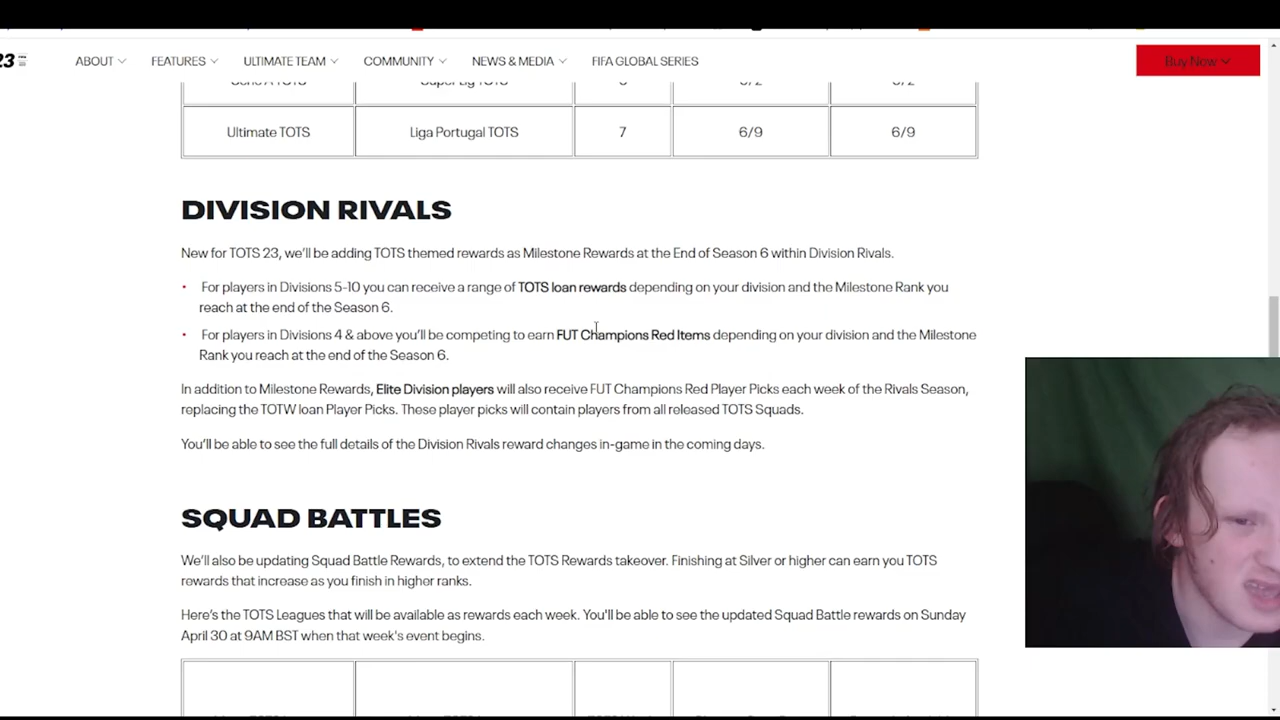 23
ABOUT FEATURES ULTIMATE TEAM COMMUNITY NEWS & MEDIA FIFA GLOBAL SERIES Buy Now
Ultimate TOTS Liga Portugal TOTS 7 6/9 6/9
DIVISION RIVALS
New for TOTS 23, we'll be adding TOTS themed rewards as Milestone Rewards at the End of Season 6 within Division Rivals.
• For players in Divisions 5-10 you can receive a range of TOTS loan rewards depending on your division and the Milestone Rank you
reach at the end of the Season 6.
• For players in Divisions 4 & above you'll be competing to earn FUT Champions Red Items depending on your division and the Milestone
Rank you reach at the end of the Season 6.
In addition to Milestone Rewards, Elite Division players will also receive FUT Champions Red Player Picks each week of the Rivals Season,
replacing the TOTW loan Player Picks. These player picks will contain players from all released TOTS Squads.
You'll be able to see the full details of the Division Rivals reward changes in-game in the coming days.
SQUAD BATTLES
We'll also be updating Squad Battle Rewards, to extend the TOTS Rewards takeover. Finishing at Silver or higher can earn you TOTS
rewards that increase as you finish in higher ranks.
Here's the TOTS Leagues that will be available as rewards each week. You'll be able to see the updated Squad Battle rewards on Sunday
April 30 at 9AM BST when that week's event begins.